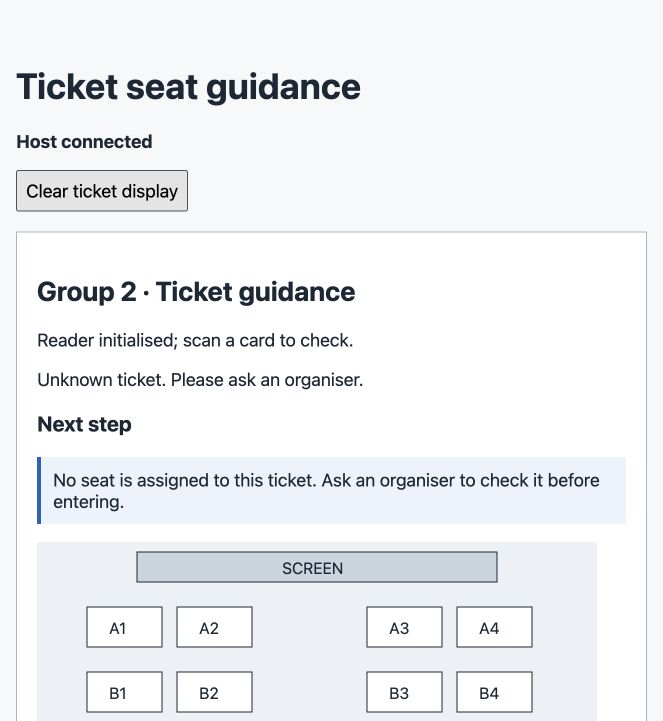 Ticket seat guidance
Host connected
Clear ticket display
Group 2 · Ticket guidance
Reader initialised; scan a card to check.
Unknown ticket. Please ask an organiser.
Next step
No seat is assigned to this ticket. Ask an organiser to check it before
entering.
SCREEN
A1 A2 A3 A4
B1 B2 B3 B4